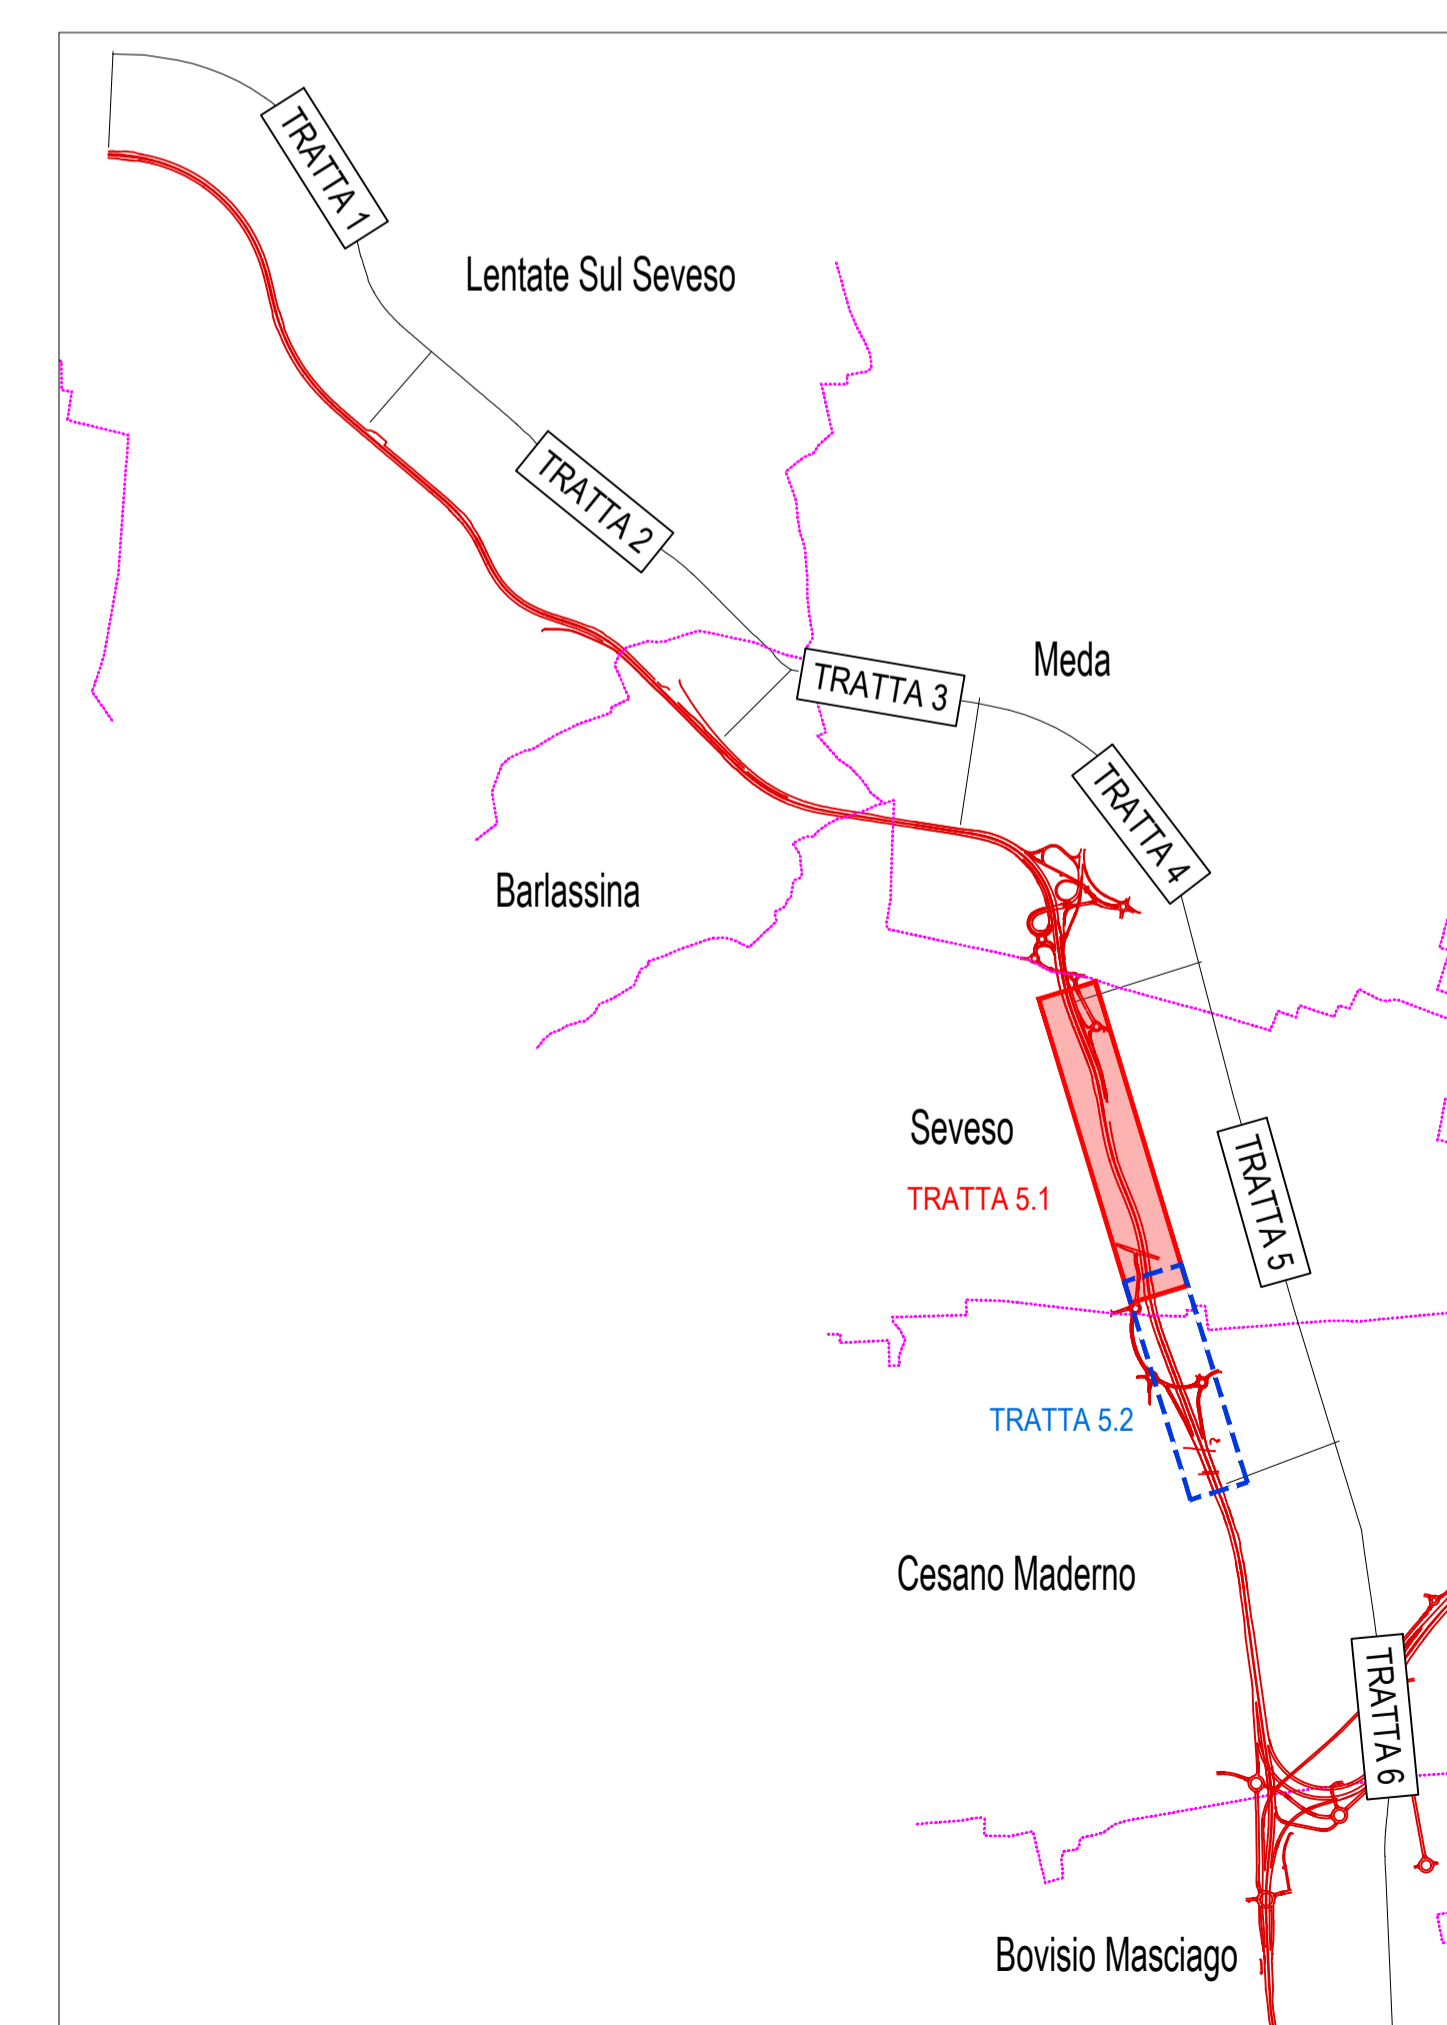 TRATTA 1
Lentate Sul Seveso
TRATTA 2
Meda
TRATTA 3
TRATTA 4
Barlassina
Seveso
TRATTA 5.1
TRATTA 5
TRATTA 5.2
Cesano Maderno
TRATTA 6
Bovisio Masciago